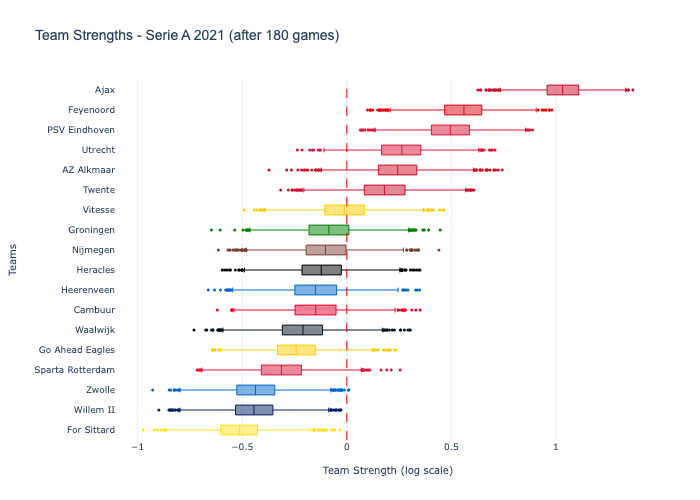 Team Strengths - Serie A 2021 (after 180 games)
Ajax
Feyenoord
PSV Eindhoven
Utrecht
AZ Alkmaar
Twente
Vitesse
Groningen
Nijmegen
Heracles
Heerenveen
Cambuur
Waalwijk
Go Ahead Eagles
Sparta Rotterdam
Zwolle
Willem II
For Sittard
Teams
−1 −0.5 0 0.5 1
Team Strength (log scale)